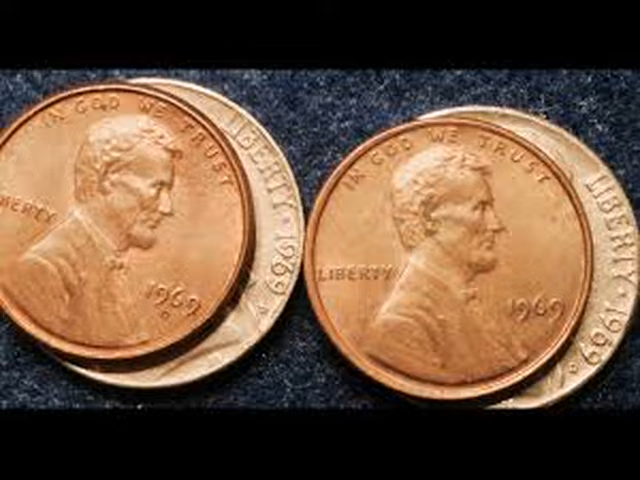 IN GOD WE TRUST
LIBERTY
1969
D
LIBERTY • 1969
IN GOD WE TRUST
LIBERTY
1969
LIBERTY • 1969
D